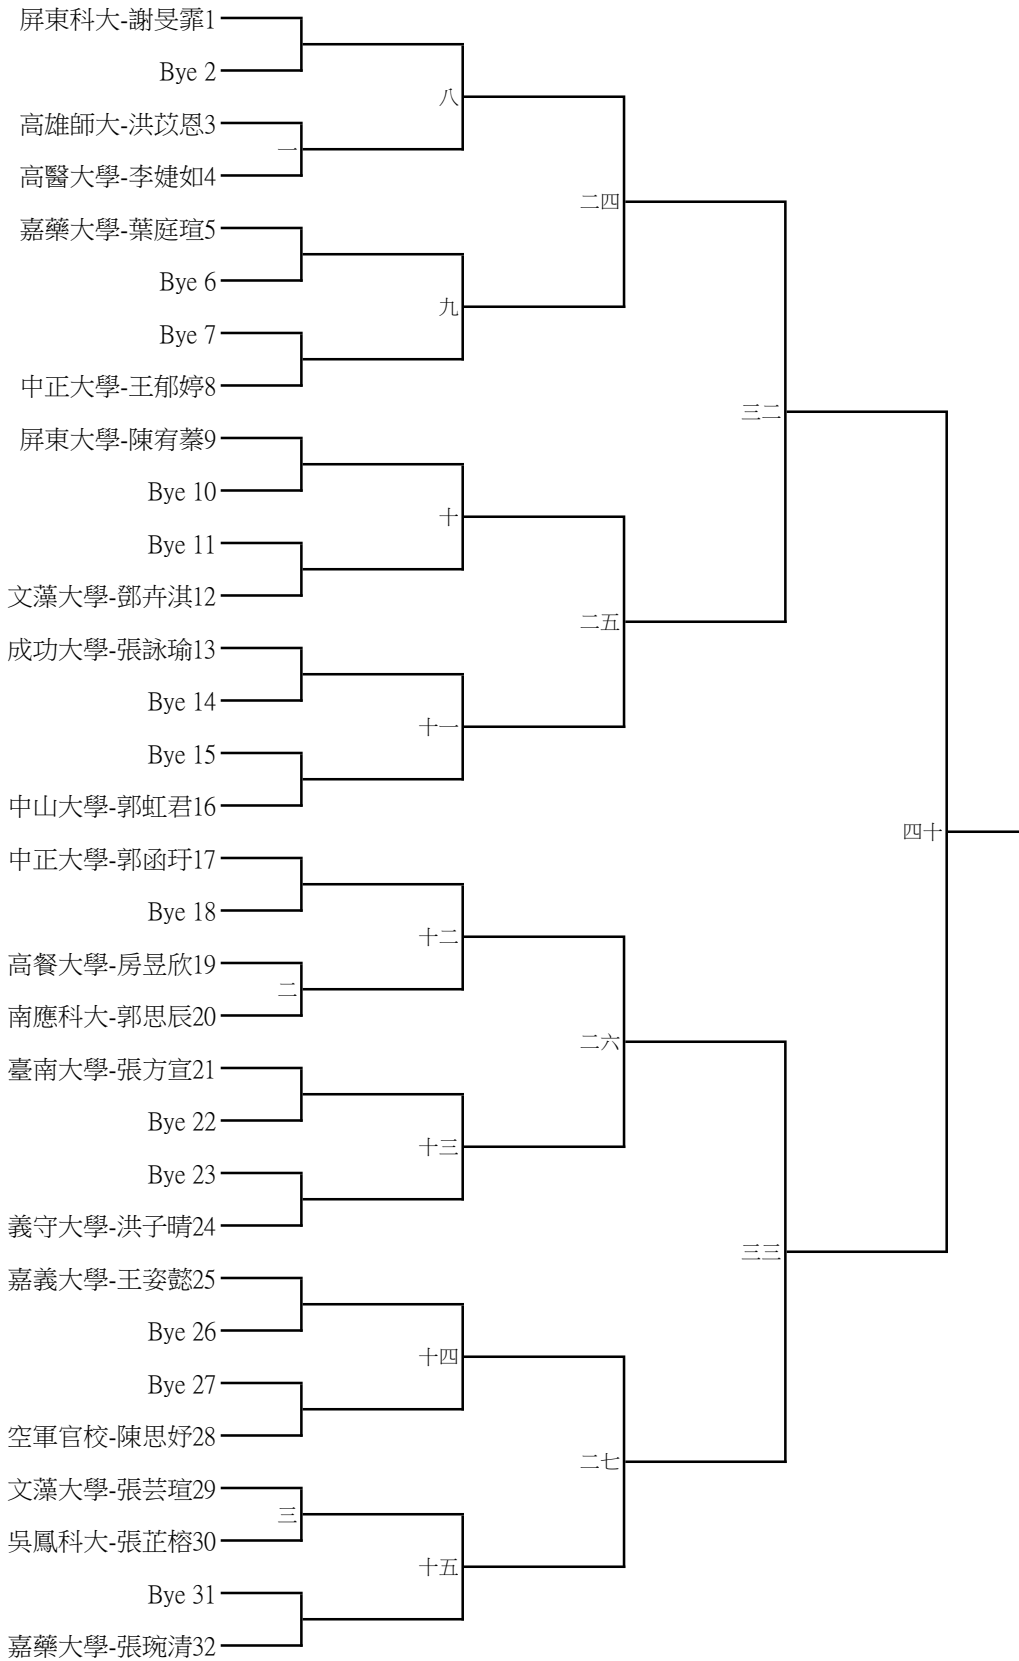 屏東科大-謝旻霏1
Bye 2
八
高雄師大-洪苡恩3
一
高醫大學-李婕如4
二四
嘉藥大學-葉庭瑄5
Bye 6
九
Bye 7
中正大學-王郁婷8
三二
屏東大學-陳宥蓁9
Bye 10
十
Bye 11
文藻大學-鄧卉淇12
二五
成功大學-張詠瑜13
Bye 14
十一
Bye 15
中山大學-郭虹君16
四十
中正大學-郭函玗17
Bye 18
十二
高餐大學-房昱欣19
二
南應科大-郭思辰20
二六
臺南大學-張方宣21
Bye 22
十三
Bye 23
義守大學-洪子晴24
三三
嘉義大學-王姿懿25
Bye 26
十四
Bye 27
空軍官校-陳思妤28
二七
文藻大學-張芸瑄29
三
吳鳳科大-張芷榕30
十五
Bye 31
嘉藥大學-張琬清32